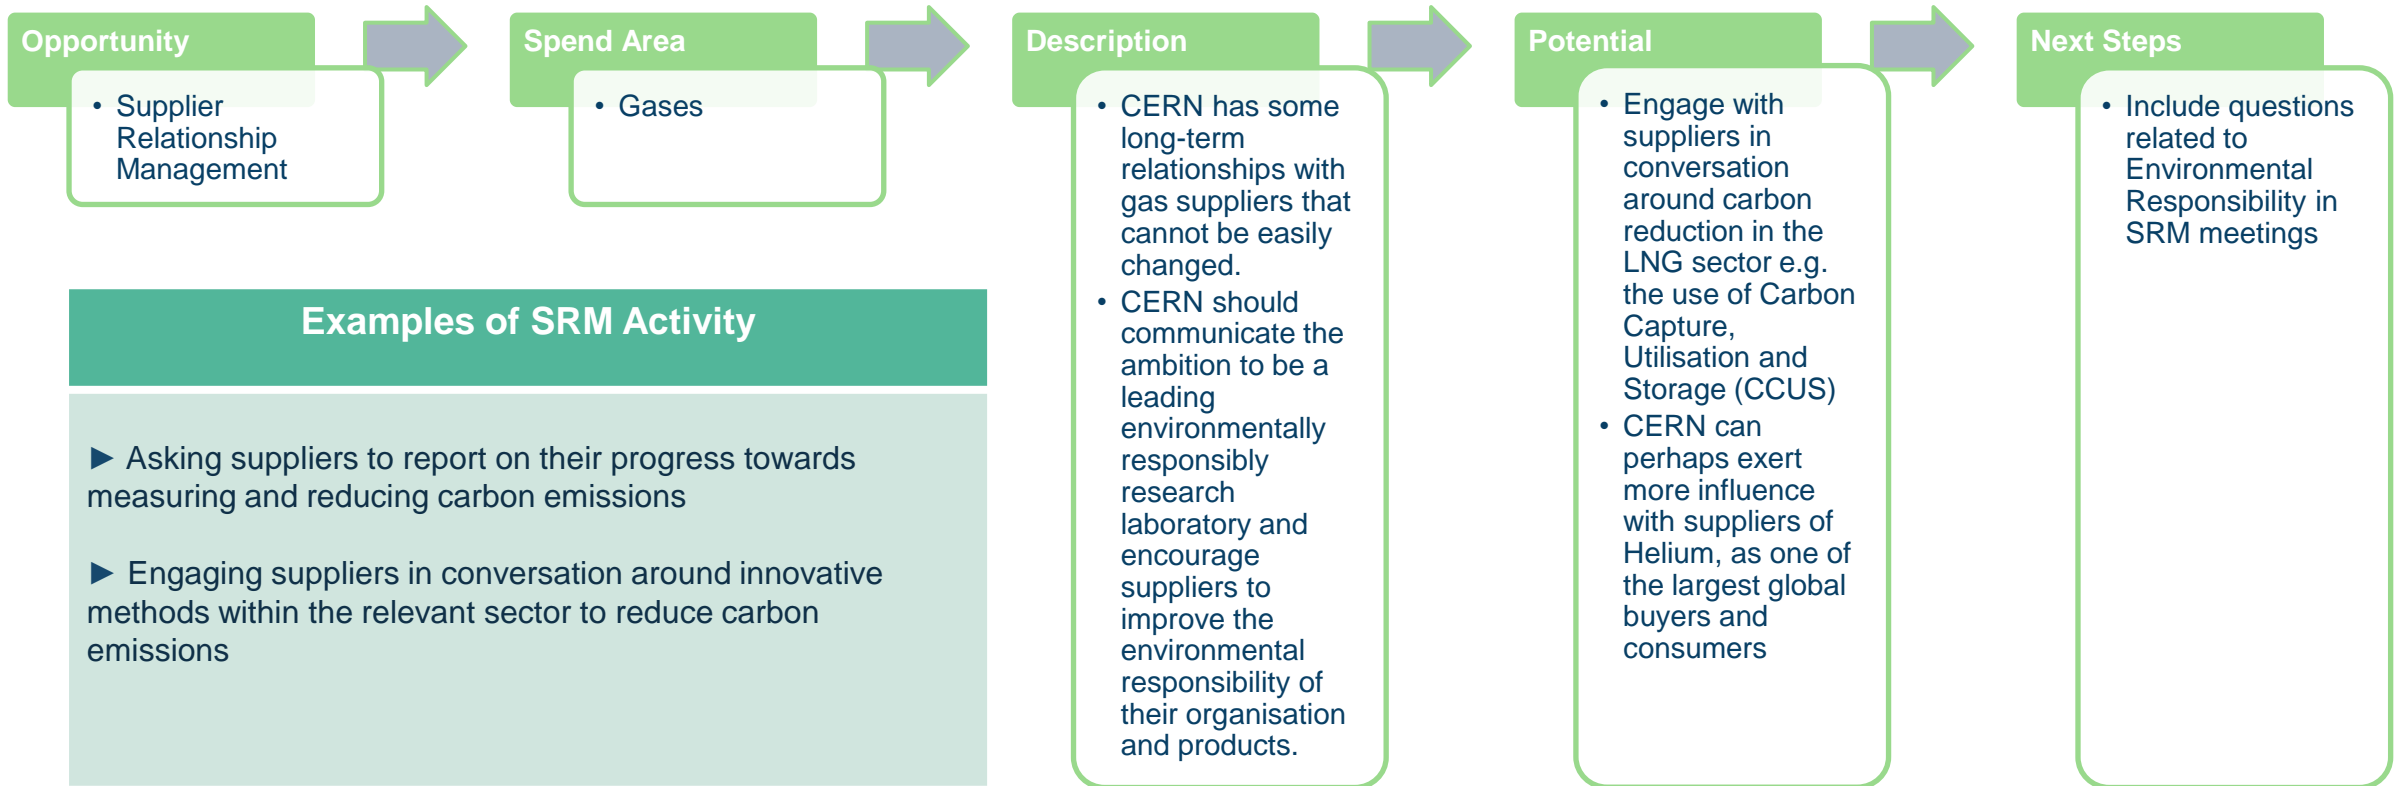 Opportunity
• Supplier
Relationship
Management
Spend Area
• Gases
Description
• CERN has some
long-term
relationships with
gas suppliers that
cannot be easily
changed.
• CERN should
communicate the
ambition to be a
leading
environmentally
responsibly
research
laboratory and
encourage
suppliers to
improve the
environmental
responsibility of
their organisation
and products.
Potential
• Engage with
suppliers in
conversation
around carbon
reduction in the
LNG sector e.g.
the use of Carbon
Capture,
Utilisation and
Storage (CCUS)
• CERN can
perhaps exert
more influence
with suppliers of
Helium, as one of
the largest global
buyers and
consumers
Next Steps
• Include questions
related to
Environmental
Responsibility in
SRM meetings
Examples of SRM Activity
► Asking suppliers to report on their progress towards
measuring and reducing carbon emissions
► Engaging suppliers in conversation around innovative
methods within the relevant sector to reduce carbon
emissions